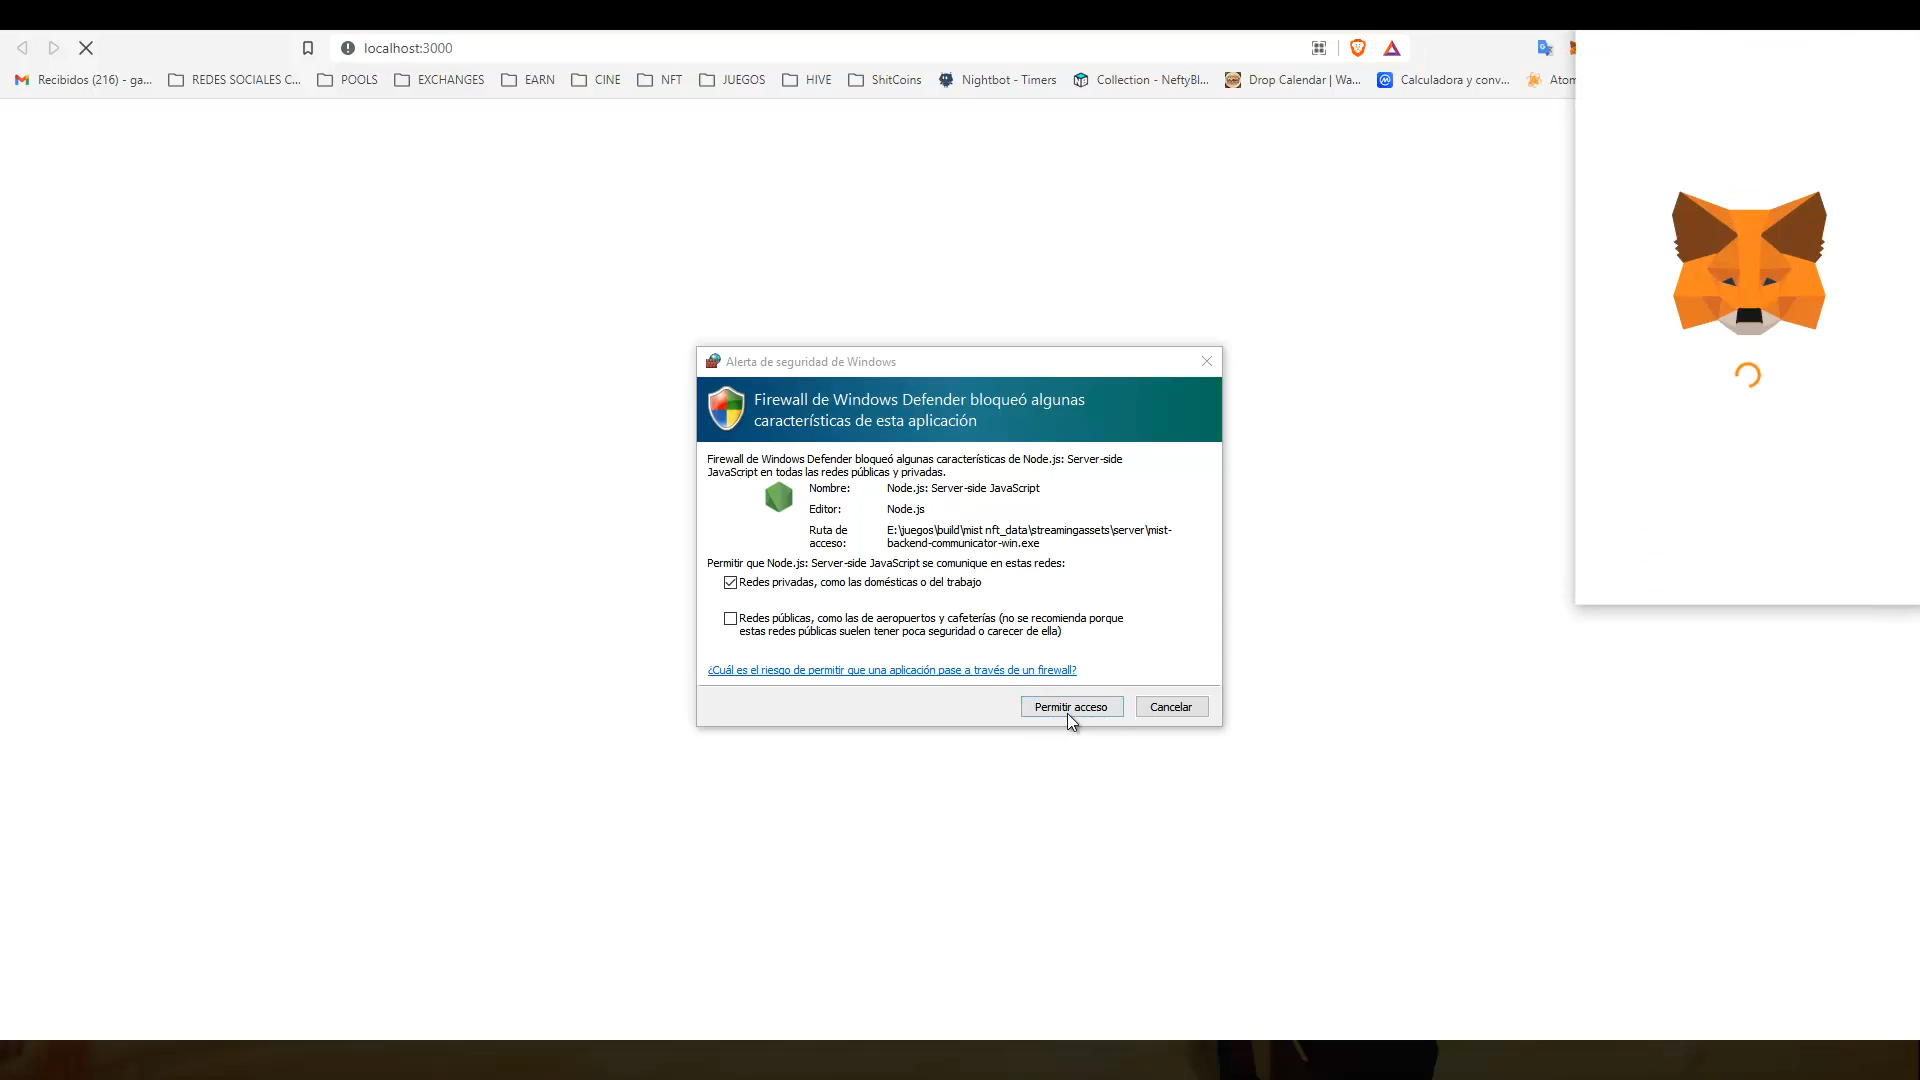 localhost:3000
Recibidos (216) - ga...
REDES SOCIALES C...
POOLS
EXCHANGES
EARN
CINE
NFT
JUEGOS
HIVE
ShitCoins
Nightbot - Timers
Collection - NeftyBl...
Drop Calendar | Wa...
Calculadora y conv...
Atom
Alerta de seguridad de Windows
Firewall de Windows Defender bloqueó algunas
características de esta aplicación
Firewall de Windows Defender bloqueó algunas características de Node.js: Server-side
JavaScript en todas las redes públicas y privadas.
Nombre: Node.js: Server-side JavaScript
Editor: Node.js
Ruta de E:\juegos\build\mist nft_data\streamingassets\server\mist-
acceso: backend-communicator-win.exe
Permitir que Node.js: Server-side JavaScript se comunique en estas redes:
Redes privadas, como las domésticas o del trabajo
Redes públicas, como las de aeropuertos y cafeterías (no se recomienda porque
estas redes públicas suelen tener poca seguridad o carecer de ella)
¿Cuál es el riesgo de permitir que una aplicación pase a través de un firewall?
Permitir acceso
Cancelar